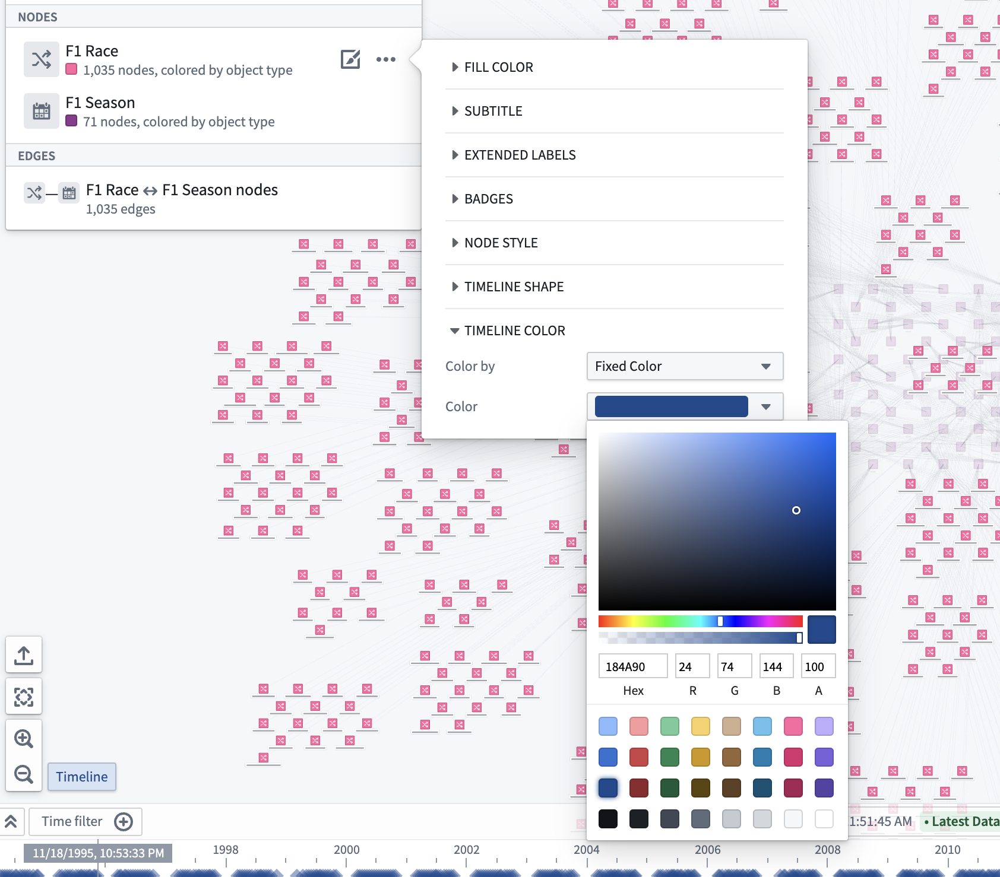 NODES
F1 Race
1,035 nodes, colored by object type
F1 Season
71 nodes, colored by object type
EDGES
F1 Race ↔ F1 Season nodes
1,035 edges
FILL COLOR
SUBTITLE
EXTENDED LABELS
BADGES
NODE STYLE
TIMELINE SHAPE
TIMELINE COLOR
Color by
Fixed Color
Color
184A90 24 74 144 100
Hex R G B A
Timeline
Time filter
1:51:45 AM
• Latest Data
11/18/1995, 10:53:33 PM
1998 2000 2002 2004 2006 2008 2010